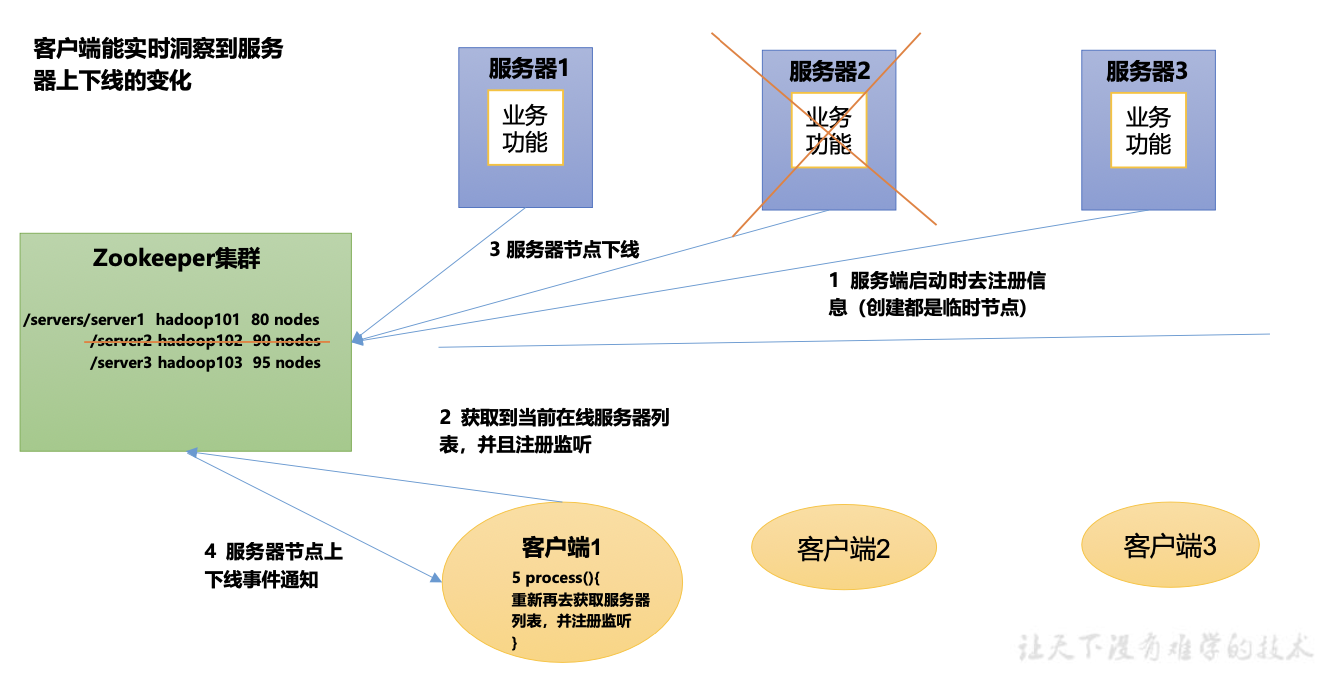 客户端能实时洞察到服务
器上下线的变化
服务器1
业务
功能
服务器2
业务
功能
服务器3
业务
功能
Zookeeper集群
/servers/server1 hadoop101 80 nodes
/server2 hadoop102 90 nodes
/server3 hadoop103 95 nodes
3 服务器节点下线
1 服务端启动时去注册信
息（创建都是临时节点）
2 获取到当前在线服务器列
表，并且注册监听
4 服务器节点上
下线事件通知
客户端1
5 process(){
重新再去获取服务器
列表，并注册监听
}
客户端2
客户端3
让天下没有难学的技术